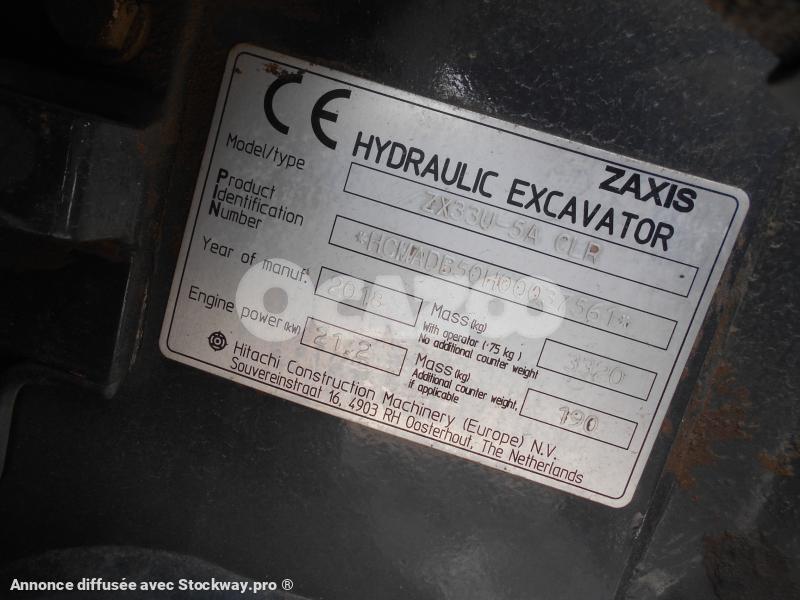 CE
ZAXIS
HYDRAULIC EXCAVATOR
Model/type
ZX33U-5A CLR
Product
Identification
Number
Year of manuf.
2018
Mass(kg)
With operator (·75 kg )
No additional counter weight
3320
Engine power(kW)
21.2
Mass(kg)
Additional counter weight,
if applicable
190
Hitachi Construction Machinery (Europe) N.V.
Souvereinstraat 16, 4903 RH Oosterhout, The Netherlands
Annonce diffusée avec Stockway.pro ®